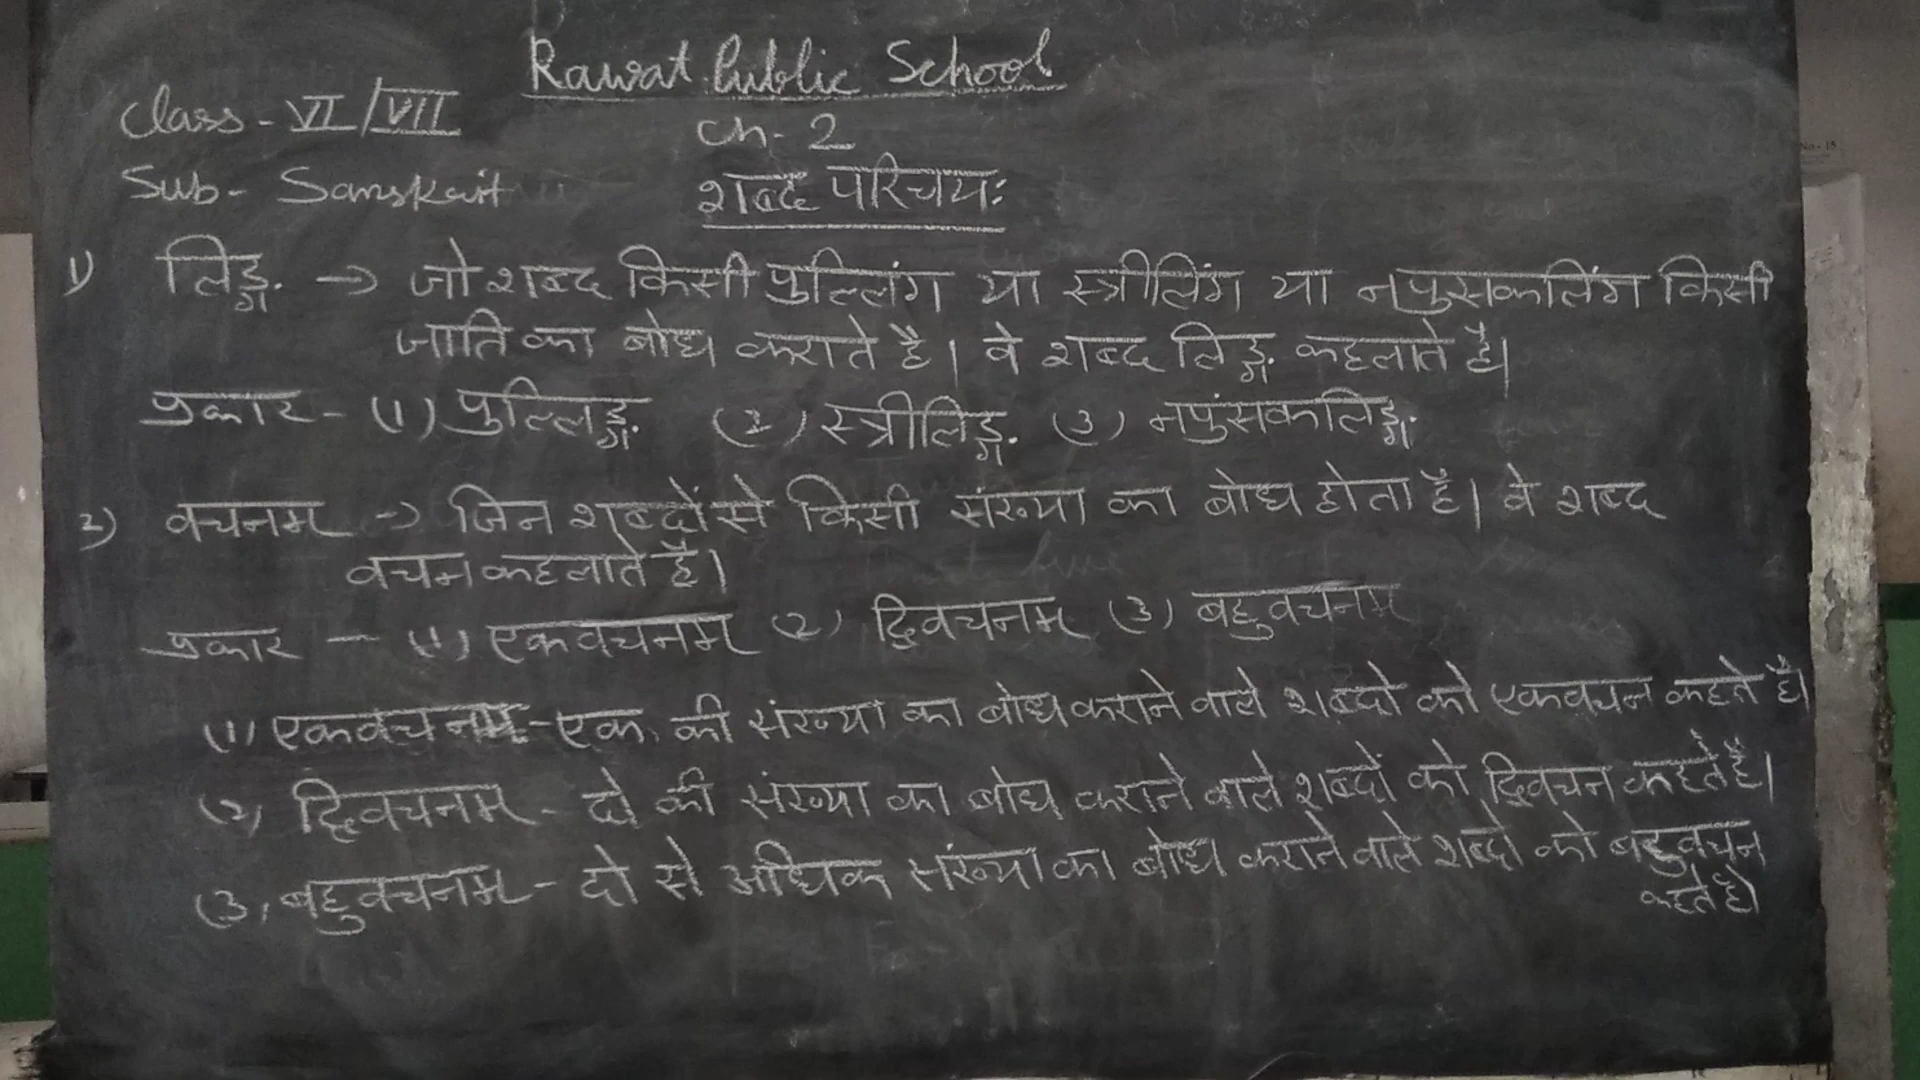 Rawat Public School
Class - VI/VII
Ch- 2
Sub- Sanskrit
शब्द परिचयः
1) लिङ्ग. → जो शब्द किसी पुल्लिंग या स्त्रीलिंग या नपुसकलिंग किसी
जाति का बोध कराते है। वे शब्द लिङ्ग. कहलाते है।
प्रकार - (1) पुल्लिङ्ग. (2) स्त्रीलिङ्ग. (3) नपुंसकलिङ्ग.
2) वचनम → जिन शब्दों से किसी संख्या का बोध होता है। वे शब्द
वचन कहलाते है।
प्रकार - (1) एकवचनम (2) द्विवचनम (3) बहुवचनम
(1) एकवचनम - एक की संख्या का बोध कराने वाले शब्दो को एकवचन कहते है।
(2) द्विवचनम - दो की संख्या का बोध कराने वाले शब्दों को द्विवचन कहते है।
(3) बहुवचनम - दो से अधिक संख्या का बोध कराने वाले शब्दो को बहुवचन
कहते है।
No - 15